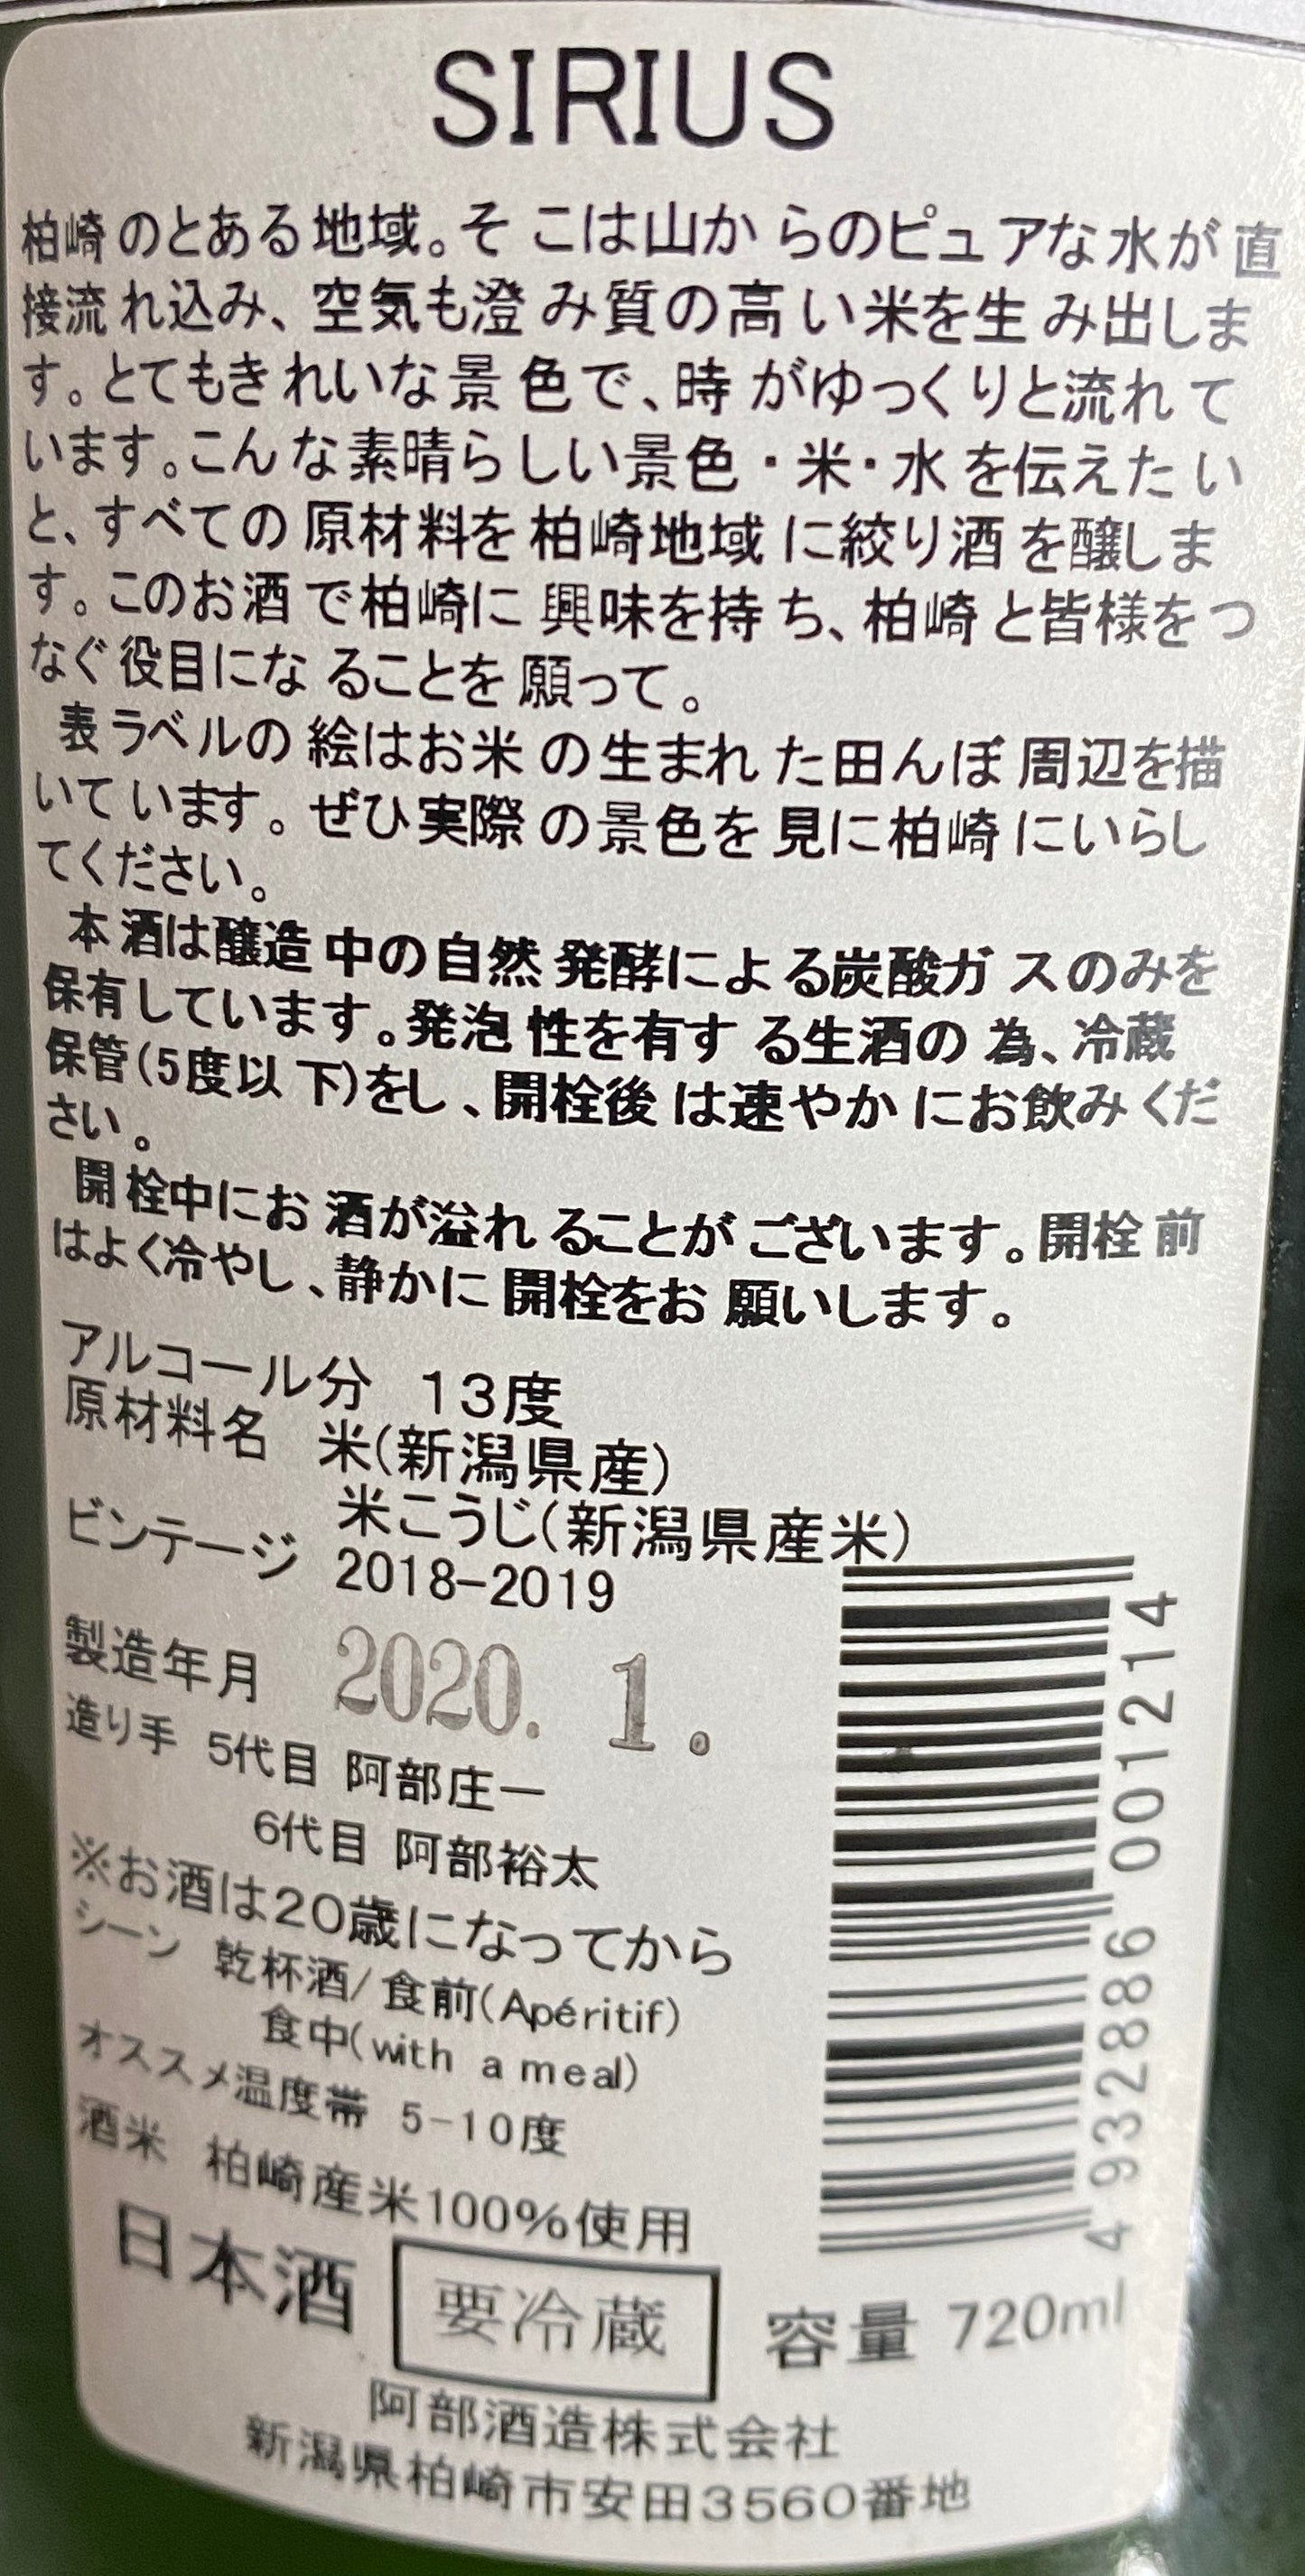 SIRIUS
柏崎のとある地域。そこは山からのピュアな水が直
接流れ込み、空気も澄み質の高い米を生み出しま
す。とてもきれいな景色で、時がゆっくりと流れて
います。こんな素晴らしい景色・米・水を伝えたい
と、すべての原材料を柏崎地域に絞り酒を醸しま
す。このお酒で柏崎に興味を持ち、柏崎と皆様をつ
なぐ役目になることを願って。
表ラベルの絵はお米の生まれた田んぼ周辺を描
いています。ぜひ実際の景色を見に柏崎にいらし
てください。
本酒は醸造中の自然発酵による炭酸ガスのみを
保有しています。発泡性を有する生酒の為、冷蔵
保管(5度以下)をし、開栓後は速やかにお飲みくだ
さい。
開栓中にお酒が溢れることがございます。開栓前
はよく冷やし、静かに開栓をお願いします。
アルコール分 13度
原材料名 米(新潟県産)
米こうじ(新潟県産米)
ビンテージ 2018-2019
製造年月 2020. 1.
造り手 5代目 阿部庄一
6代目 阿部裕太
※お酒は20歳になってから
シーン 乾杯酒/食前(Apéritif)
食中(with a meal)
オススメ温度帯 5-10度
酒米 柏崎産米100%使用
4 932886 001214
日本酒 要冷蔵 容量 720ml
阿部酒造株式会社
新潟県柏崎市安田3560番地